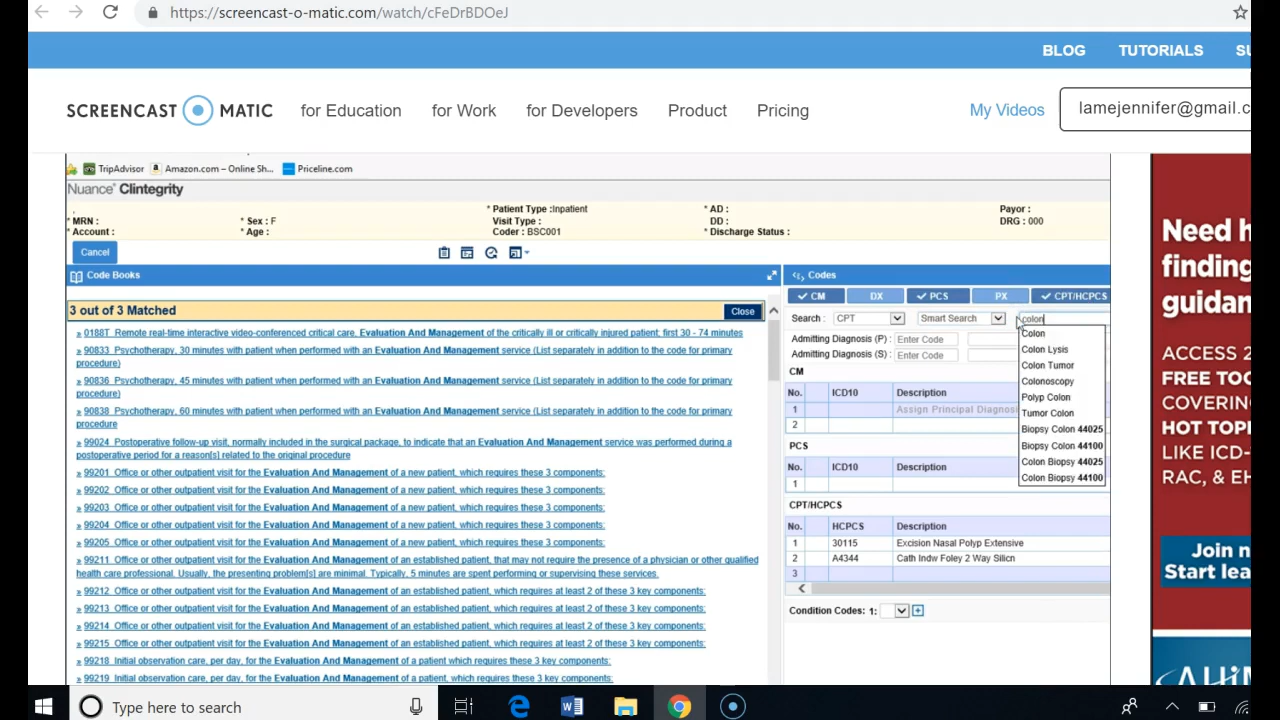 https://screencast-o-matic.com/watch/cFeDrBDOeJ
BLOG TUTORIALS
SCREENCAST MATIC for Education for Work for Developers Product Pricing My Videos lamejennifer@gmail.c
TripAdvisor Amazon.com – Online Sh... Priceline.com
Nuance® Clintegrity
* Patient Type :Inpatient * AD : Payor :
* MRN : * Sex : F Visit Type : DD : DRG : 000
* Account : * Age : Coder : BSC001 * Discharge Status :
Cancel
Code Books
3 out of 3 Matched Close
» 0188T Remote real-time interactive video-conferenced critical care, Evaluation And Management of the critically ill or critically injured patient; first 30 - 74 minutes
» 90833 Psychotherapy, 30 minutes with patient when performed with an Evaluation And Management service (List separately in addition to the code for primary
procedure)
» 90836 Psychotherapy, 45 minutes with patient when performed with an Evaluation And Management service (List separately in addition to the code for primary
procedure)
» 90838 Psychotherapy, 60 minutes with patient when performed with an Evaluation And Management service (List separately in addition to the code for primary
procedure
» 99024 Postoperative follow-up visit, normally included in the surgical package, to indicate that an Evaluation And Management service was performed during a
postoperative period for a reason[s] related to the original procedure
» 99201 Office or other outpatient visit for the Evaluation And Management of a new patient, which requires these 3 components:
» 99202 Office or other outpatient visit for the Evaluation And Management of a new patient, which requires these 3 components:
» 99203 Office or other outpatient visit for the Evaluation And Management of a new patient, which requires these 3 components:
» 99204 Office or other outpatient visit for the Evaluation And Management of a new patient, which requires these 3 components:
» 99205 Office or other outpatient visit for the Evaluation And Management of a new patient, which requires these 3 components:
» 99211 Office or other outpatient visit for the Evaluation And Management of an established patient, that may not require the presence of a physician or other qualified
health care professional. Usually, the presenting problem[s] are minimal. Typically, 5 minutes are spent performing or supervising these services.
» 99212 Office or other outpatient visit for the Evaluation And Management of an established patient, which requires at least 2 of these 3 key components:
» 99213 Office or other outpatient visit for the Evaluation And Management of an established patient, which requires at least 2 of these 3 key components:
» 99214 Office or other outpatient visit for the Evaluation And Management of an established patient, which requires at least 2 of these 3 key components:
» 99215 Office or other outpatient visit for the Evaluation And Management of an established patient, which requires at least 2 of these 3 key components:
» 99218 Initial observation care, per day, for the Evaluation And Management of a patient which requires these 3 key components:
» 99219 Initial observation care, per day, for the Evaluation And Management of a patient which requires these 3 key components:
Codes
CM DX PCS PX CPT/HCPCS
Search : CPT Smart Search colon
Admitting Diagnosis (P) : Enter Code
Admitting Diagnosis (S) : Enter Code
Colon
Colon Lysis
Colon Tumor
Colonoscopy
Polyp Colon
Tumor Colon
Biopsy Colon 44025
Biopsy Colon 44100
Colon Biopsy 44025
Colon Biopsy 44100
CM
No. ICD10 Description
1 Assign Principal Diagnosi
2
PCS
No. ICD10 Description
1
CPT/HCPCS
No. HCPCS Description
1 30115 Excision Nasal Polyp Extensive
2 A4344 Cath Indw Foley 2 Way Silicn
3
Condition Codes: 1:
Need h
finding
guidan
ACCESS 2
FREE TOO
COVERIN
HOT TOPI
LIKE ICD-
RAC, & EH
Join n
Start lea
AHiM
Type here to search